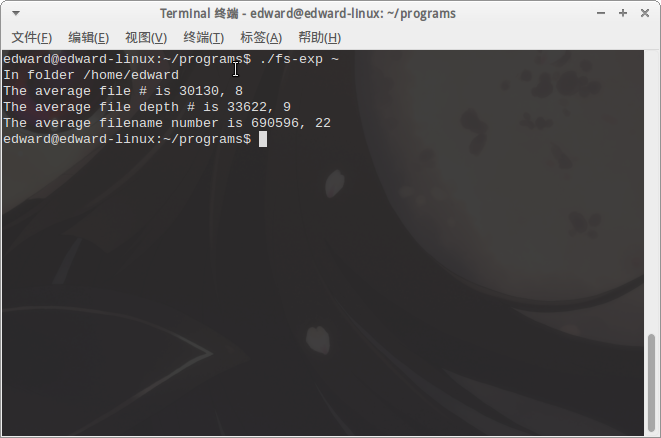 Terminal 终端 - edward@edward-linux: ~/programs
文件(F) 编辑(E) 视图(V) 终端(T) 标签(A) 帮助(H)
edward@edward-linux:~/programs$ ./fs-exp ~
In folder /home/edward
The average file # is 30130, 8
The average file depth # is 33622, 9
The average filename number is 690596, 22
edward@edward-linux:~/programs$